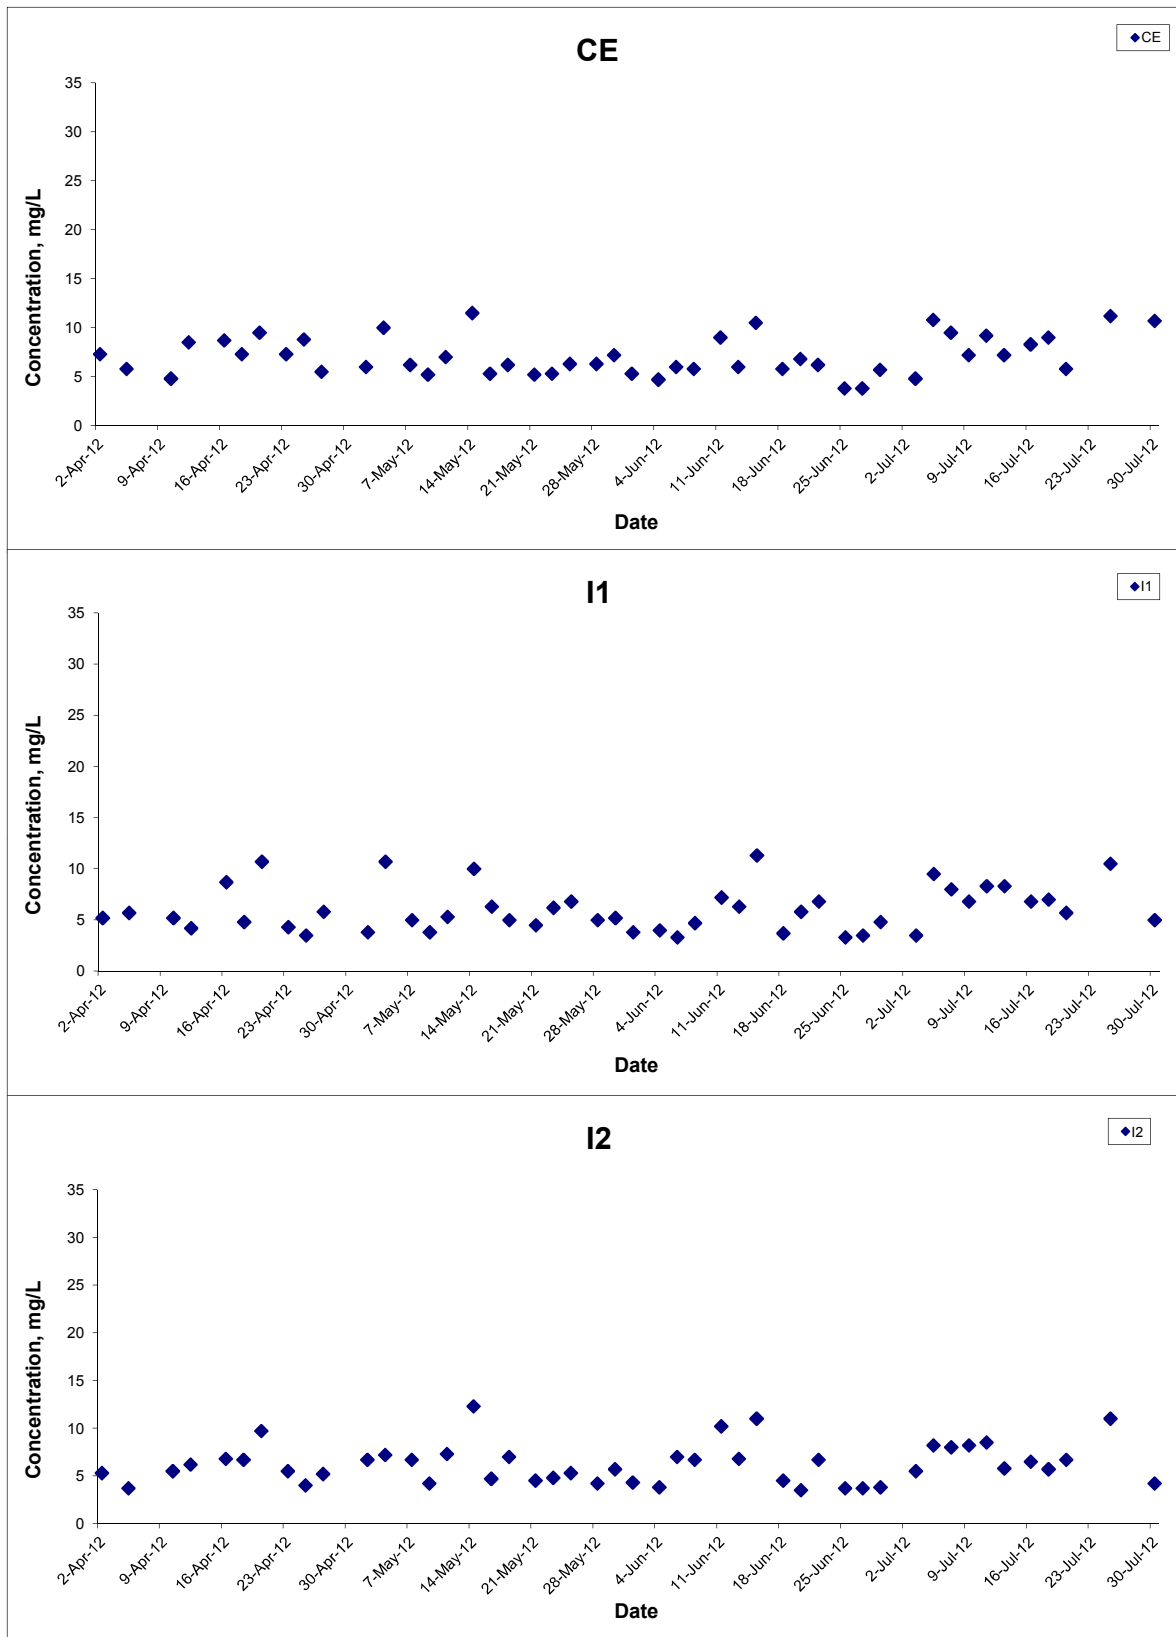 CE
CE
35
30
25
20
15
10
5
0
Concentration, mg/L
2-Apr-12
9-Apr-12
16-Apr-12
23-Apr-12
30-Apr-12
7-May-12
14-May-12
21-May-12
28-May-12
4-Jun-12
11-Jun-12
18-Jun-12
25-Jun-12
2-Jul-12
9-Jul-12
16-Jul-12
23-Jul-12
30-Jul-12
Date
I1
I1
35
30
25
20
15
10
5
0
Concentration, mg/L
2-Apr-12
9-Apr-12
16-Apr-12
23-Apr-12
30-Apr-12
7-May-12
14-May-12
21-May-12
28-May-12
4-Jun-12
11-Jun-12
18-Jun-12
25-Jun-12
2-Jul-12
9-Jul-12
16-Jul-12
23-Jul-12
30-Jul-12
Date
I2
I2
35
30
25
20
15
10
5
0
Concentration, mg/L
2-Apr-12
9-Apr-12
16-Apr-12
23-Apr-12
30-Apr-12
7-May-12
14-May-12
21-May-12
28-May-12
4-Jun-12
11-Jun-12
18-Jun-12
25-Jun-12
2-Jul-12
9-Jul-12
16-Jul-12
23-Jul-12
30-Jul-12
Date